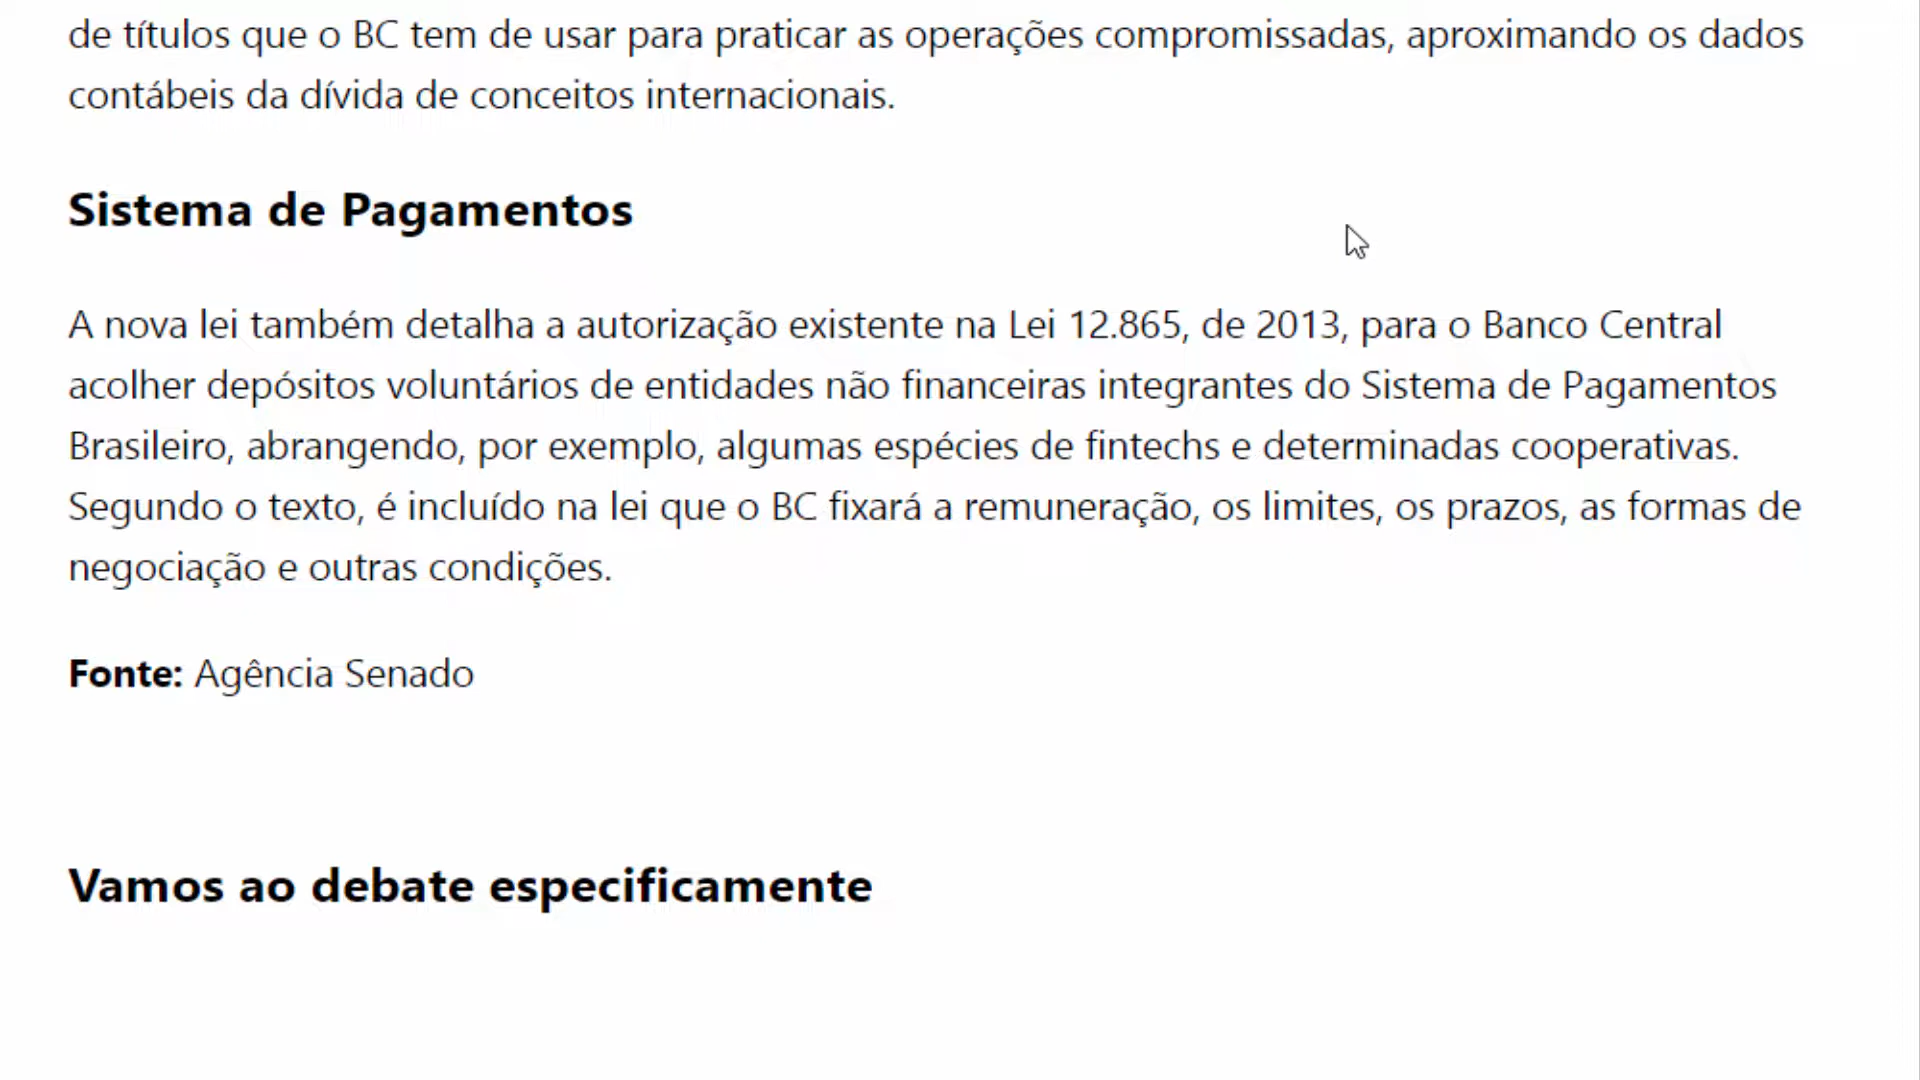 de títulos que o BC tem de usar para praticar as operações compromissadas, aproximando os dados
contábeis da dívida de conceitos internacionais.
Sistema de Pagamentos
A nova lei também detalha a autorização existente na Lei 12.865, de 2013, para o Banco Central
acolher depósitos voluntários de entidades não financeiras integrantes do Sistema de Pagamentos
Brasileiro, abrangendo, por exemplo, algumas espécies de fintechs e determinadas cooperativas.
Segundo o texto, é incluído na lei que o BC fixará a remuneração, os limites, os prazos, as formas de
negociação e outras condições.
Fonte: Agência Senado
Vamos ao debate especificamente